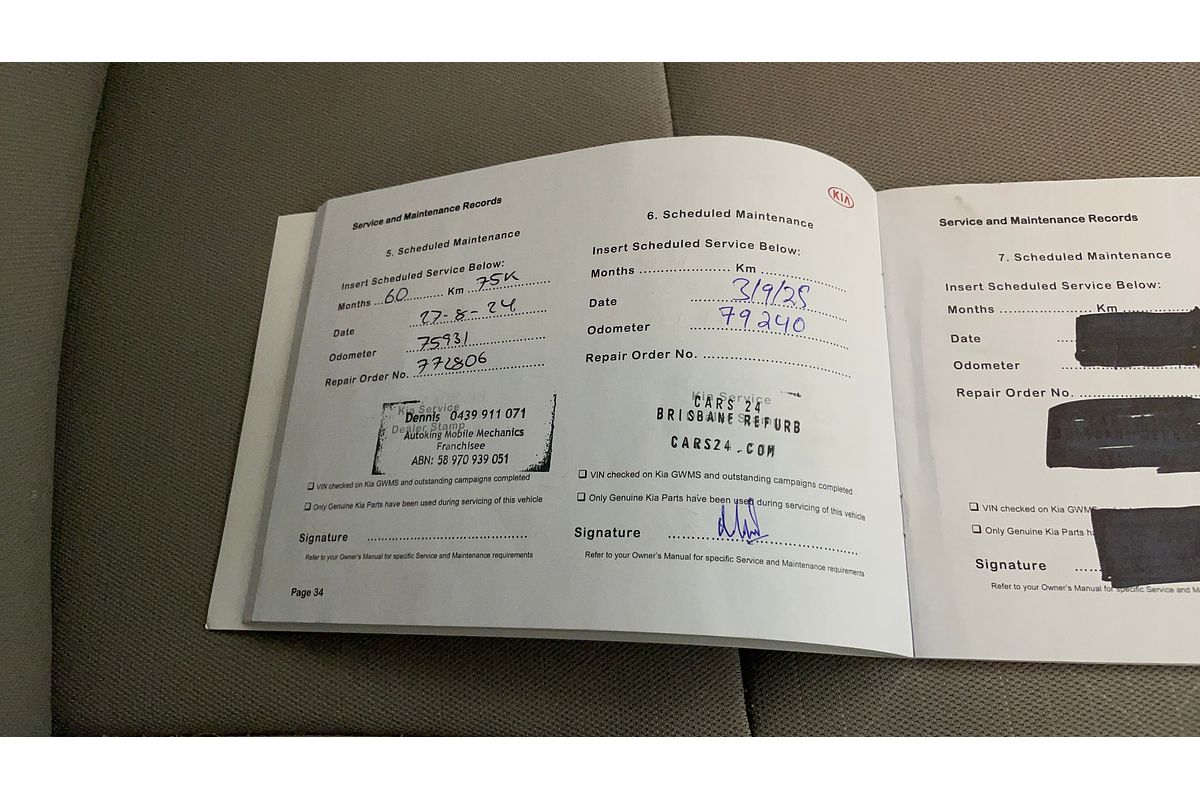 Service and Maintenance Records
5. Scheduled Maintenance
Insert Scheduled Service Below:
Months ...60............ Km ..75K........
Date 27-8-24
Odometer 75931
Repair Order No. 772806
Kia Service
Dealer Stamp
Dennis 0439 911 071
Autoking Mobile Mechanics
Franchisee
ABN: 58 970 939 051
❑ VIN checked on Kia GWMS and outstanding campaigns completed
❑ Only Genuine Kia Parts have been used during servicing of this vehicle
Signature ........................................
Refer to your Owner's Manual for specific Service and Maintenance requirements
Page 34
KIA
6. Scheduled Maintenance
Insert Scheduled Service Below:
Months ....................... Km .....................
Date 3/9/25
Odometer 79240
Repair Order No. ....................................
Kia Service
CARS 24
BRISBANE REFURB
CARS24.COM
❑ VIN checked on Kia GWMS and outstanding campaigns completed
❑ Only Genuine Kia Parts have been used during servicing of this vehicle
Signature ..............................................
Refer to your Owner's Manual for specific Service and Maintenance requirements
Service and Maintenance Records
7. Scheduled Maintenance
Insert Scheduled Service Below:
Months ........................ Km
Date
Odometer
Repair Order No.
❑ VIN checked on Kia
❑ Only Genuine Kia Parts
Signature .....
Refer to your Owner's Manual for specific Service and